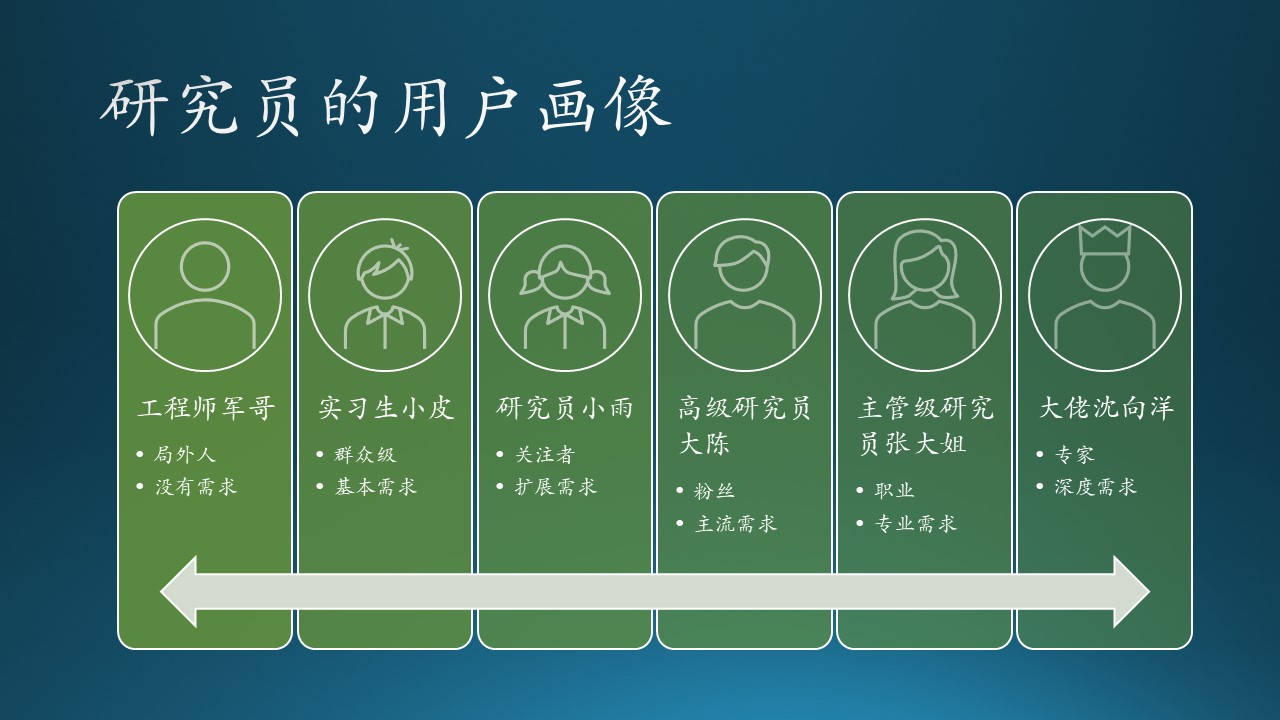 研究员的用户画像
工程师军哥
• 局外人
• 没有需求
实习生小皮
• 群众级
• 基本需求
研究员小雨
• 关注者
• 扩展需求
高级研究员
大陈
• 粉丝
• 主流需求
主管级研究
员张大姐
• 职业
• 专业需求
大佬沈向洋
• 专家
• 深度需求